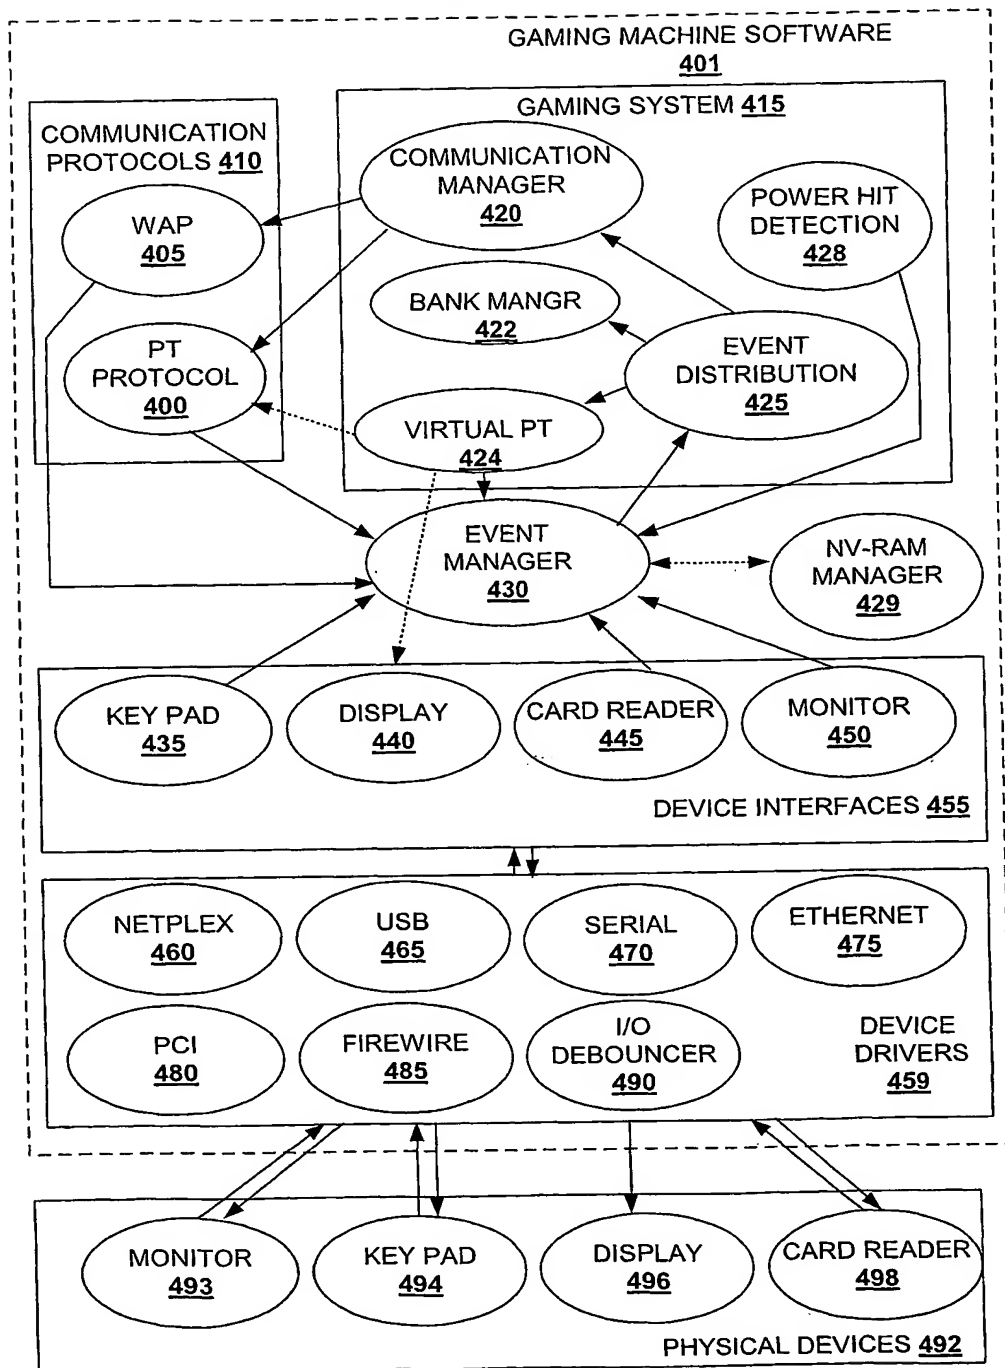 GAMING MACHINE SOFTWARE
401
GAMING SYSTEM 415
COMMUNICATION
PROTOCOLS 410
COMMUNICATION
MANAGER
420
POWER HIT
DETECTION
428
WAP
405
BANK MANGR
422
PT
PROTOCOL
400
EVENT
DISTRIBUTION
425
VIRTUAL PT
424
EVENT
MANAGER
430
NV-RAM
MANAGER
429
KEY PAD
435
DISPLAY
440
CARD READER
445
MONITOR
450
DEVICE INTERFACES 455
NETPLEX
460
USB
465
SERIAL
470
ETHERNET
475
PCI
480
FIREWIRE
485
I/O
DEBOUNCER
490
DEVICE
DRIVERS
459
MONITOR
493
KEY PAD
494
DISPLAY
496
CARD READER
498
PHYSICAL DEVICES 492